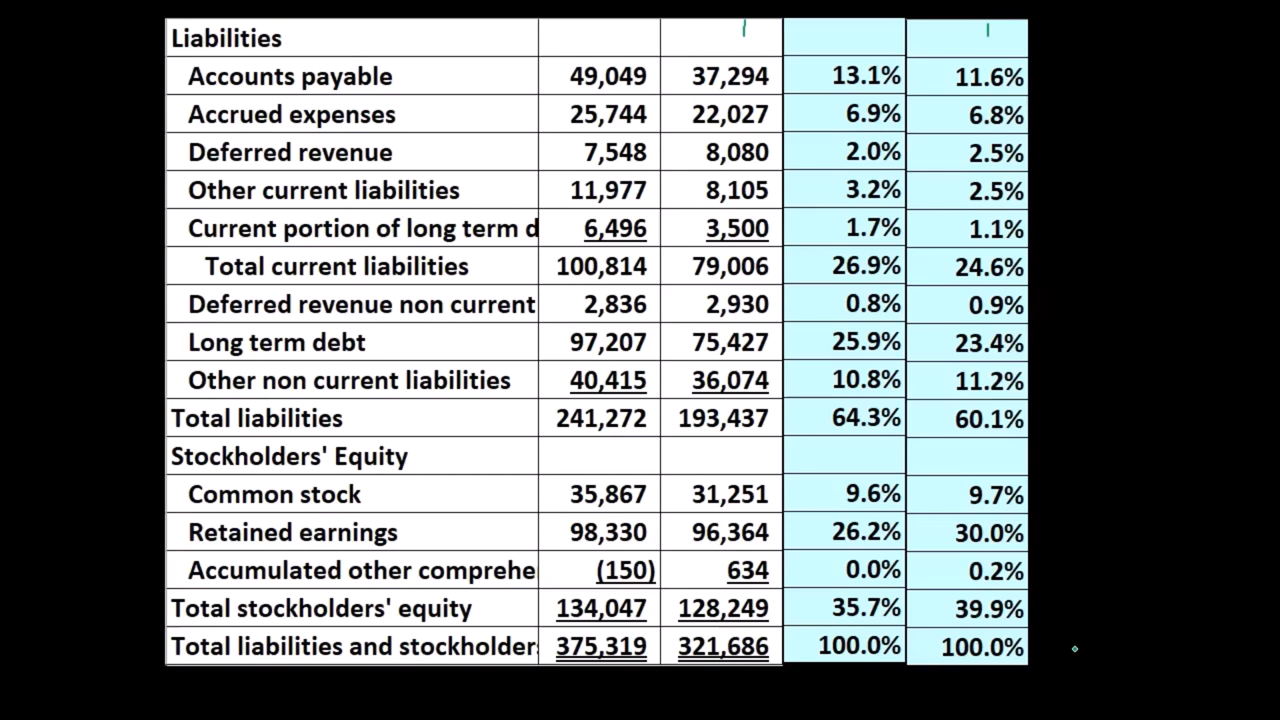 Liabilities
Accounts payable 49,049 37,294 13.1% 11.6%
Accrued expenses 25,744 22,027 6.9% 6.8%
Deferred revenue 7,548 8,080 2.0% 2.5%
Other current liabilities 11,977 8,105 3.2% 2.5%
Current portion of long term d 6,496 3,500 1.7% 1.1%
Total current liabilities 100,814 79,006 26.9% 24.6%
Deferred revenue non current 2,836 2,930 0.8% 0.9%
Long term debt 97,207 75,427 25.9% 23.4%
Other non current liabilities 40,415 36,074 10.8% 11.2%
Total liabilities 241,272 193,437 64.3% 60.1%
Stockholders' Equity
Common stock 35,867 31,251 9.6% 9.7%
Retained earnings 98,330 96,364 26.2% 30.0%
Accumulated other comprehe (150) 634 0.0% 0.2%
Total stockholders' equity 134,047 128,249 35.7% 39.9%
Total liabilities and stockholders 375,319 321,686 100.0% 100.0%